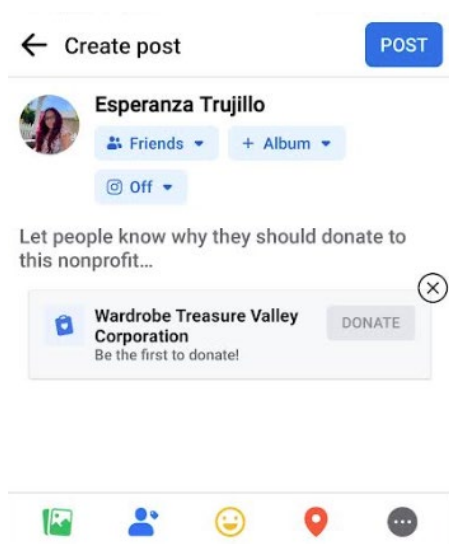 Create post
POST
Esperanza Trujillo
Friends
+ Album
Off
Let people know why they should donate to
this nonprofit...
Wardrobe Treasure Valley
Corporation
DONATE
Be the first to donate!